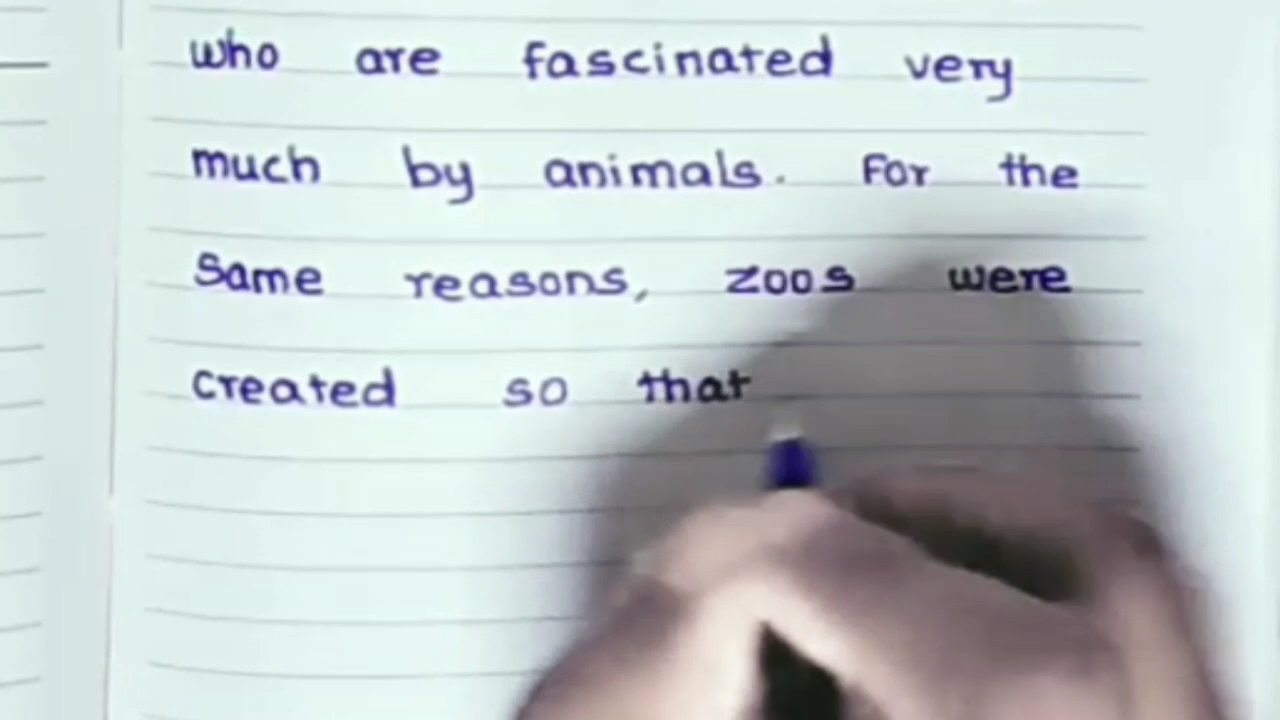 who are fascinated very
much by animals. For the
Same reasons, zoos were
created so that